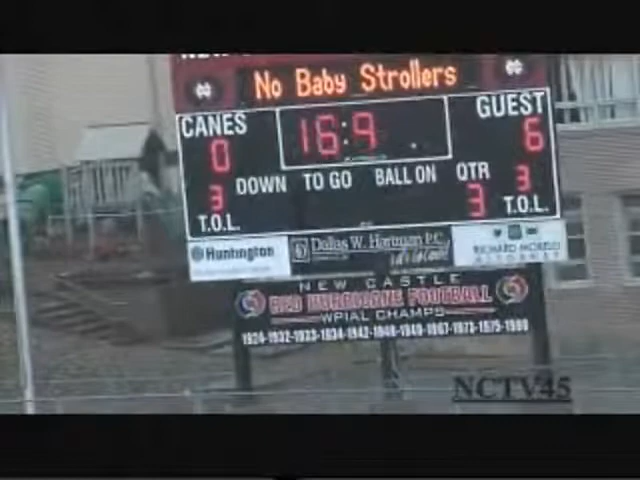 No Baby Strollers
CANES 16:9 GUEST
0 6
DOWN TO GO BALL ON QTR
3 3 3
T.O.L. T.O.L.
Huntington Dallas W. Hartman P.C. RICHARD
ATTORNEY
NEW CASTLE
RED HURRICANE FOOTBALL
WPIAL CHAMPS
1924-1932-1933-1934-1942-1948-1949-1967-1973-1975-1998
NCTV45